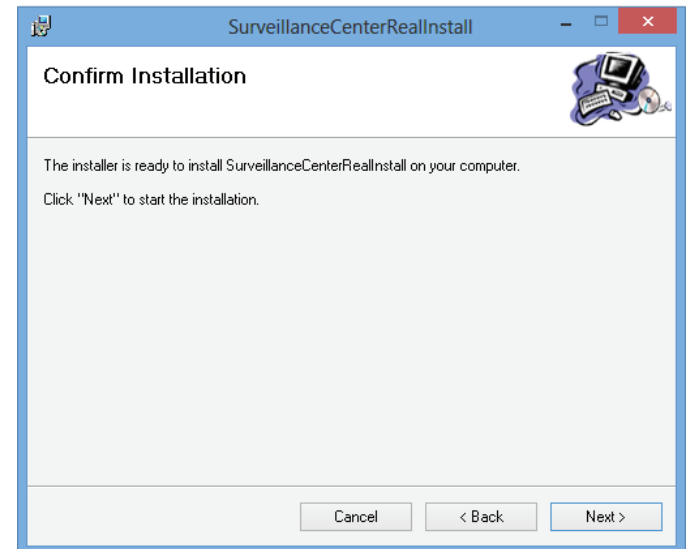 SurveillanceCenterRealInstall
Confirm Installation
The installer is ready to install SurveillanceCenterRealInstall on your computer.
Click "Next" to start the installation.
Cancel
< Back
Next >